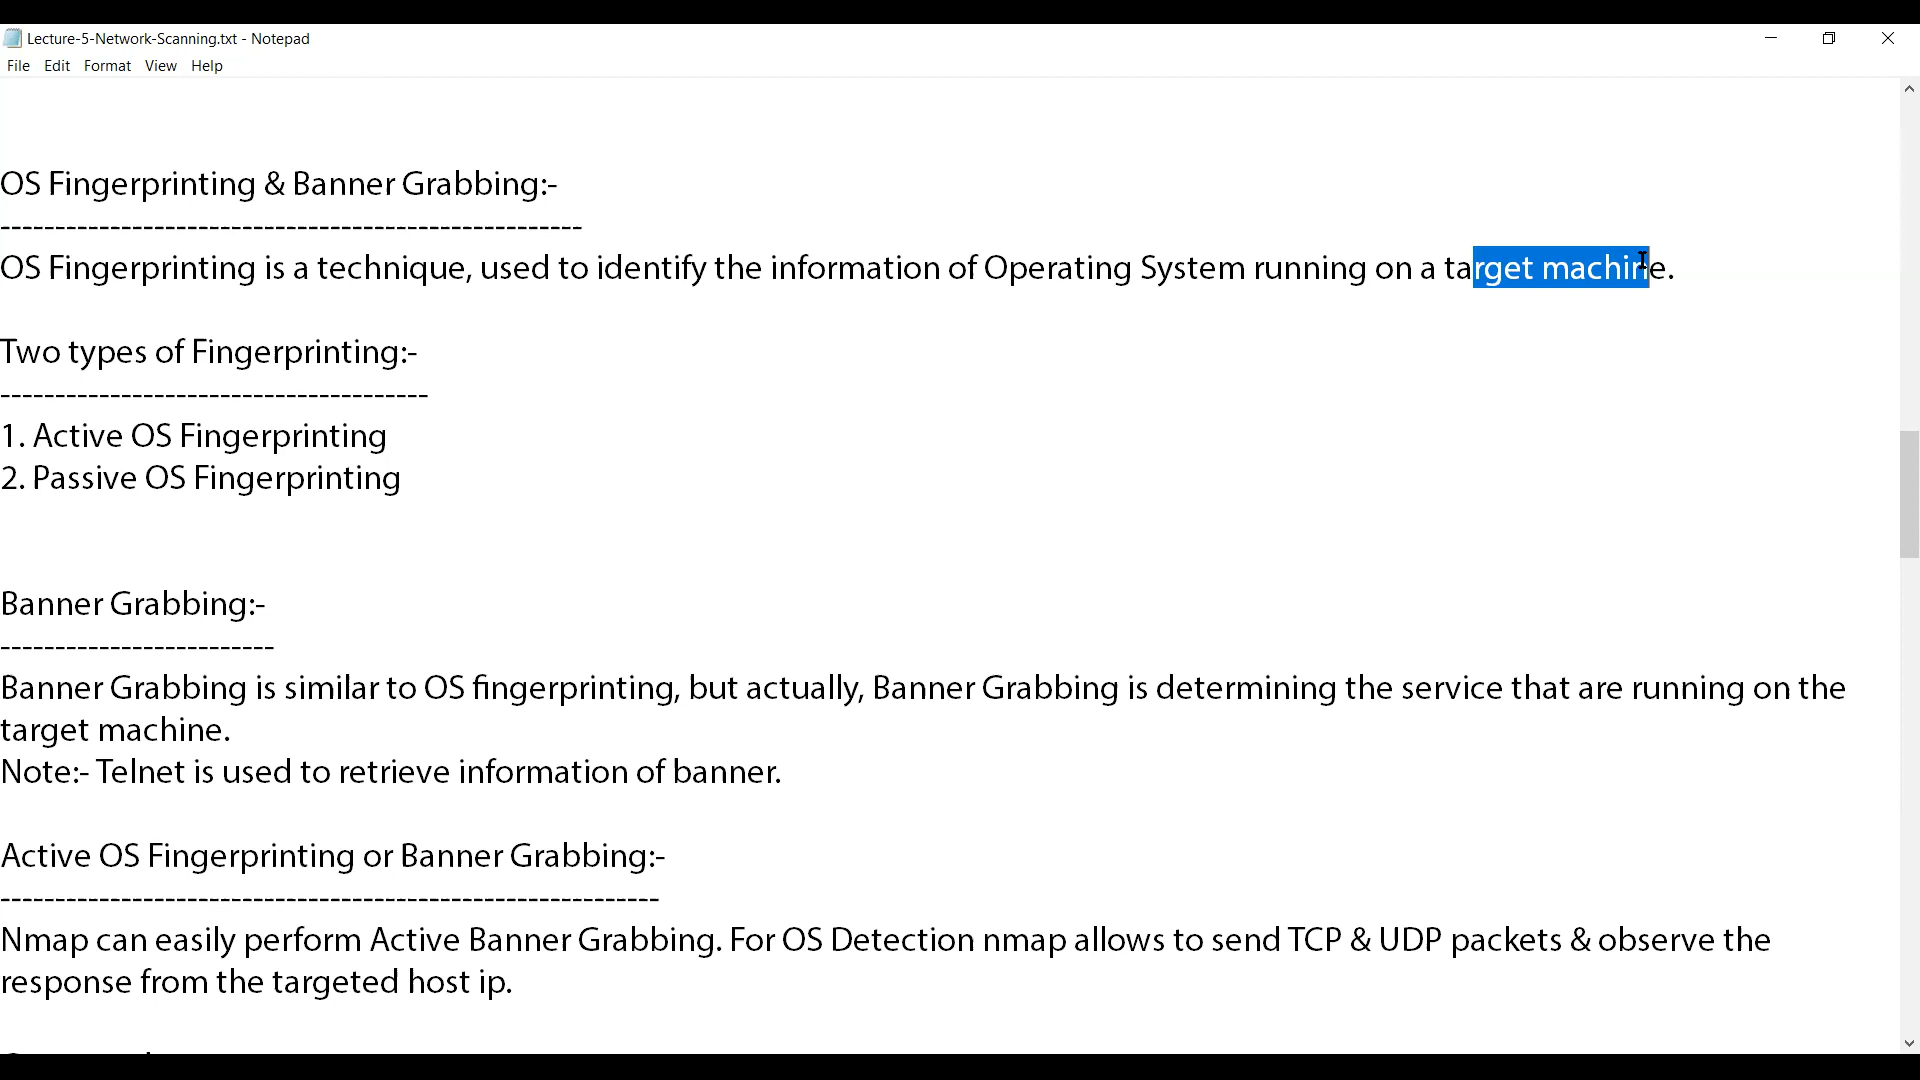 Lecture-5-Network-Scanning.txt - Notepad
File Edit Format View Help
OS Fingerprinting & Banner Grabbing:-
-----------------------------------------------------
OS Fingerprinting is a technique, used to identify the information of Operating System running on a target machine.
Two types of Fingerprinting:-
---------------------------------------
1. Active OS Fingerprinting
2. Passive OS Fingerprinting
Banner Grabbing:-
-------------------------
Banner Grabbing is similar to OS fingerprinting, but actually, Banner Grabbing is determining the service that are running on the
target machine.
Note:- Telnet is used to retrieve information of banner.
Active OS Fingerprinting or Banner Grabbing:-
------------------------------------------------------------
Nmap can easily perform Active Banner Grabbing. For OS Detection nmap allows to send TCP & UDP packets & observe the
response from the targeted host ip.